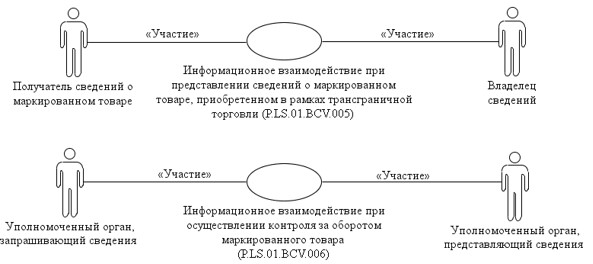 «Участие»
«Участие»
Получатель сведений о
маркированном товаре
Информационное взаимодействие при
представлении сведений о маркированном
товаре, приобретенном в рамках трансграничной
торговли (P.LS.01.BCV.005)
Владелец
сведений
«Участие»
«Участие»
Уполномоченный орган,
запрашивающий сведения
Информационное взаимодействие при
осуществлении контроля за оборотом
маркированного товара
(P.LS.01.BCV.006)
Уполномоченный орган,
представляющий сведения